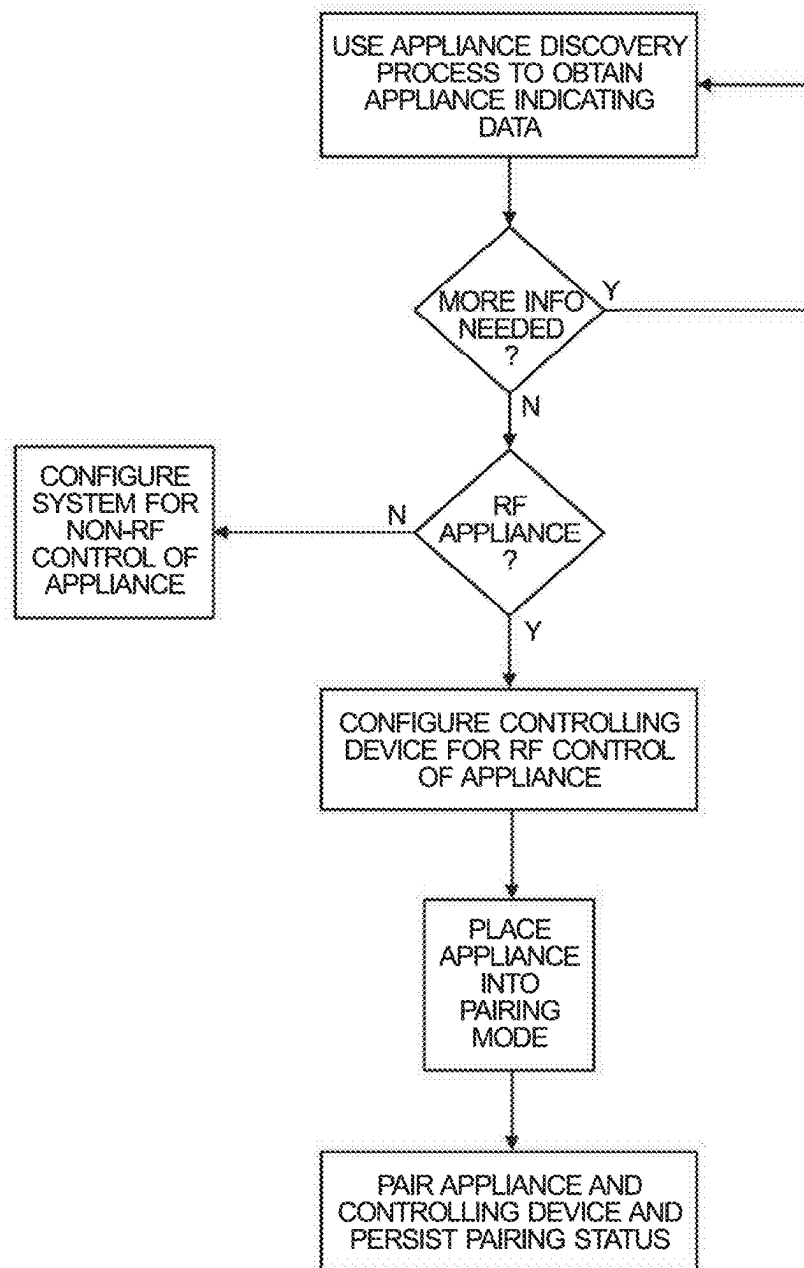 USE APPLIANCE DISCOVERY
PROCESS TO OBTAIN
APPLIANCE INDICATING
DATA
MORE INFO
NEEDED
?
Y
N
RF
APPLIANCE
?
N
CONFIGURE
SYSTEM FOR
NON-RF
CONTROL OF
APPLIANCE
Y
CONFIGURE CONTROLLING
DEVICE FOR RF CONTROL
OF APPLIANCE
PLACE
APPLIANCE
INTO
PAIRING
MODE
PAIR APPLIANCE AND
CONTROLLING DEVICE AND
PERSIST PAIRING STATUS